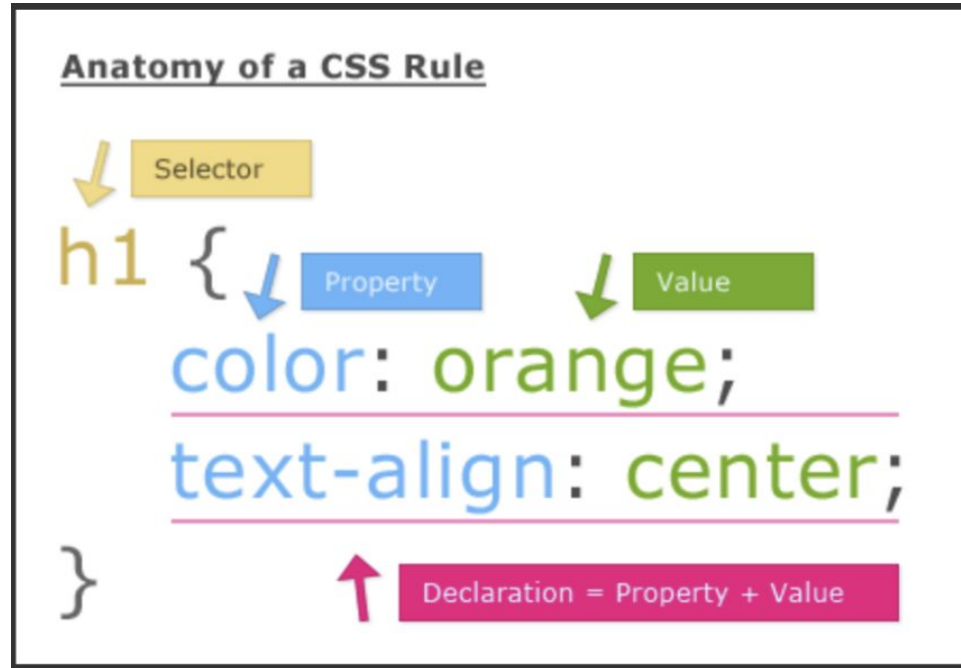 Anatomy of a CSS Rule
Selector
h1 {
Property
Value
color: orange;
text-align: center;
}
Declaration = Property + Value